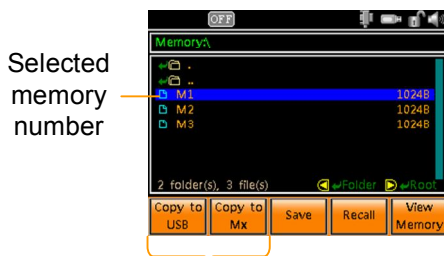 OFF
Memory:\
.
..
Selected
memory
number
M1 1024B
M2 1024B
M3 1024B
2 folder(s), 3 file(s) Folder Root
Copy to
USB
Copy to
Mx
Save
Recall
View
Memory